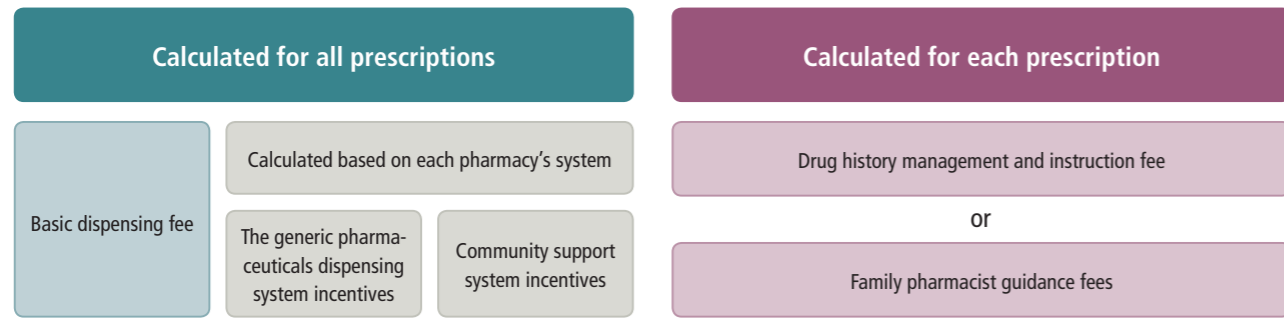 Calculated for all prescriptions
Basic dispensing fee
Calculated based on each pharmacy's system
The generic pharma-
ceuticals dispensing
system incentives
Community support
system incentives
Calculated for each prescription
Drug history management and instruction fee
or
Family pharmacist guidance fees